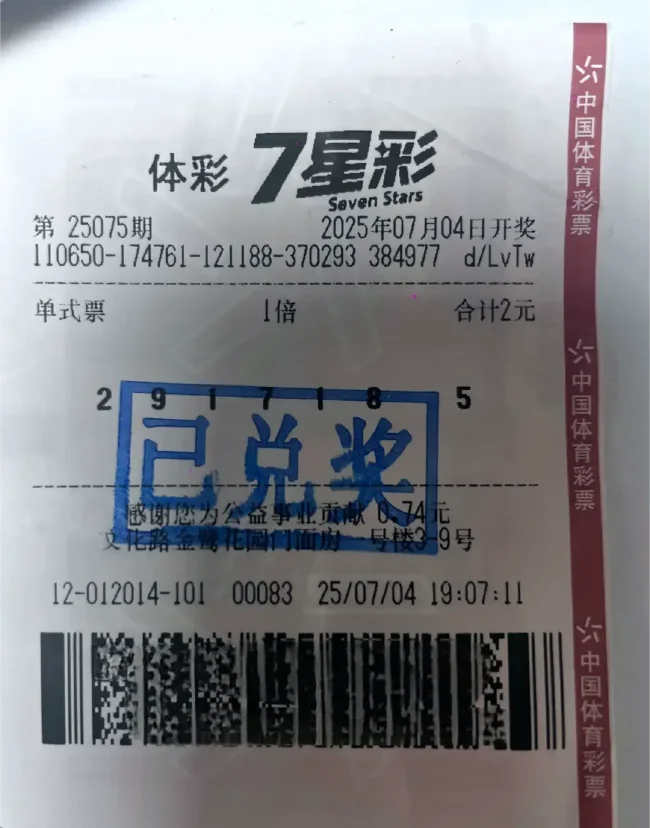 体彩 7星彩
Seven Stars
第 25075期 2025年07月04日开奖
110650-174761-121188-370293 384977 d/LvTw
单式票 1倍 合计2元
2 9 1 7 1 8 5
已兑奖
感谢您为公益事业贡献 0.74元
文化路金鹭花园门面房一号楼3-9号
12-012014-101 00083 25/07/04 19:07:11
中国体育彩票
中国体育彩票
中国体育彩票